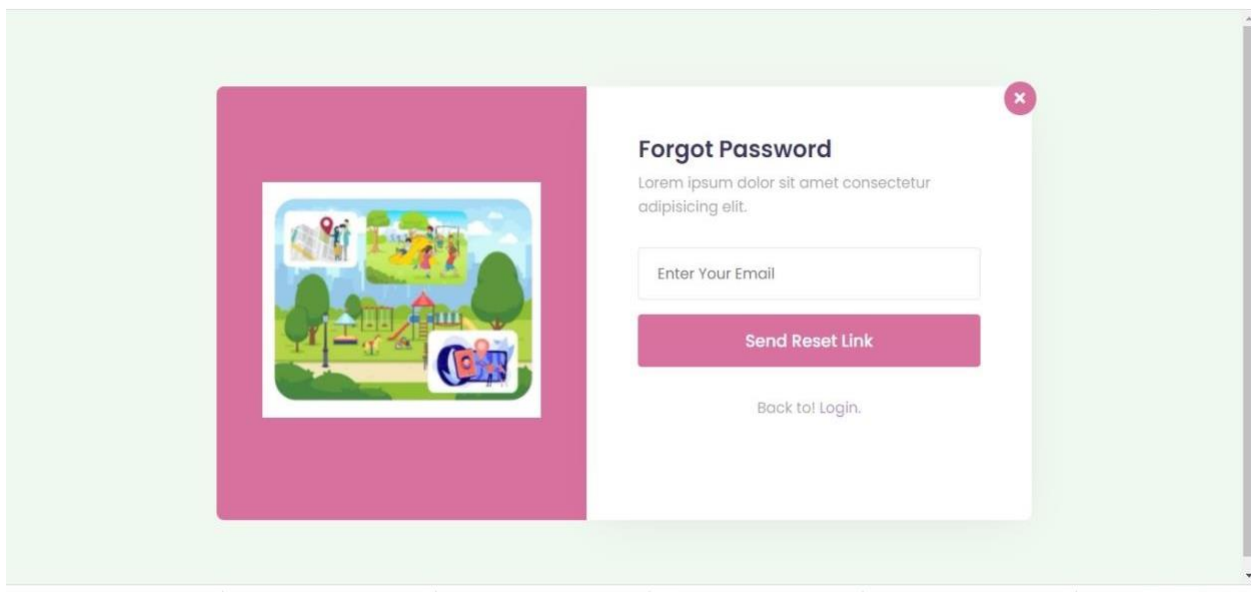 Forgot Password
Lorem ipsum dolor sit amet consectetur
adipisicing elit.
Enter Your Email
Send Reset Link
Back to! Login.